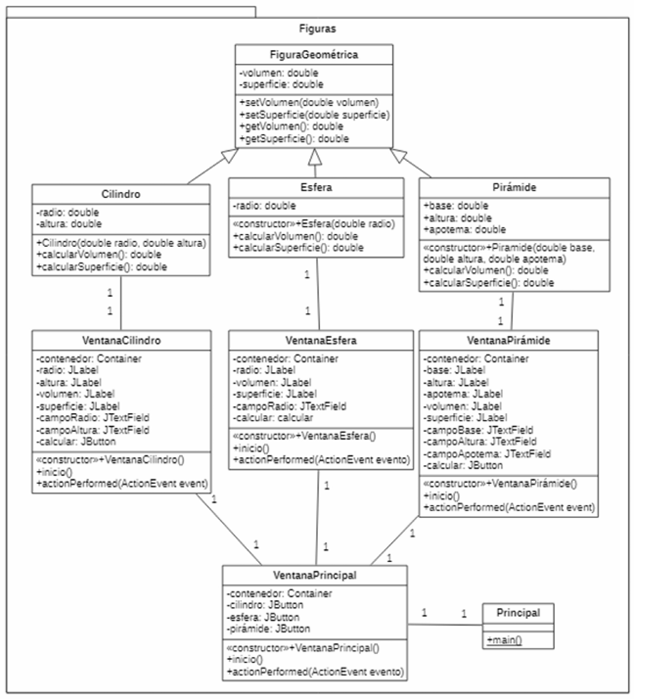 Figuras
FiguraGeométrica
-volumen: double
-superficie: double
+setVolumen(double volumen)
+setSuperficie(double superficie)
+getVolumen(): double
+getSuperficie(): double
Cilindro
-radio: double
-altura: double
+Cilindro(double radio, double altura)
+calcularVolumen(): double
+calcularSuperficie(): double
Esfera
-radio: double
«constructor»+Esfera(double radio)
+calcularVolumen(): double
+calcularSuperficie(): double
Pirámide
+base: double
+altura: double
+apotema: double
«constructor»+Piramide(double base,
double altura, double apotema)
+calcularVolumen(): double
+calcularSuperficie(): double
1
1
1
1
1
1
VentanaCilindro
-contenedor: Container
-radio: JLabel
-altura: JLabel
-volumen: JLabel
-superficie: JLabel
-campoRadio: JTextField
-campoAltura: JTextField
-calcular: JButton
«constructor»+VentanaCilindro()
+inicio()
+actionPerformed(ActionEvent event)
VentanaEsfera
-contenedor: Container
-radio: JLabel
-volumen: JLabel
-superficie: JLabel
-campoRadio: JTextField
-calcular: calcular
«constructor»+VentanaEsfera()
+inicio()
+actionPerformed(ActionEvent evento)
VentanaPirámide
-contenedor: Container
-base: JLabel
-altura: JLabel
-apotema: JLabel
-volumen: JLabel
-superficie: JLabel
-campoBase: JTextField
-campoAltura: JTextField
-campoApotema: JTextField
-calcular: JButton
«constructor»+VentanaPirámide()
+inicio()
+actionPerformed(ActionEvent event)
1
1
1
1
1
1
VentanaPrincipal
-contenedor: Container
-cilindro: JButton
-esfera: JButton
-pirámide: JButton
«constructor»+VentanaPrincipal()
+inicio()
+actionPerformed(ActionEvent evento)
1
1
Principal
+main()